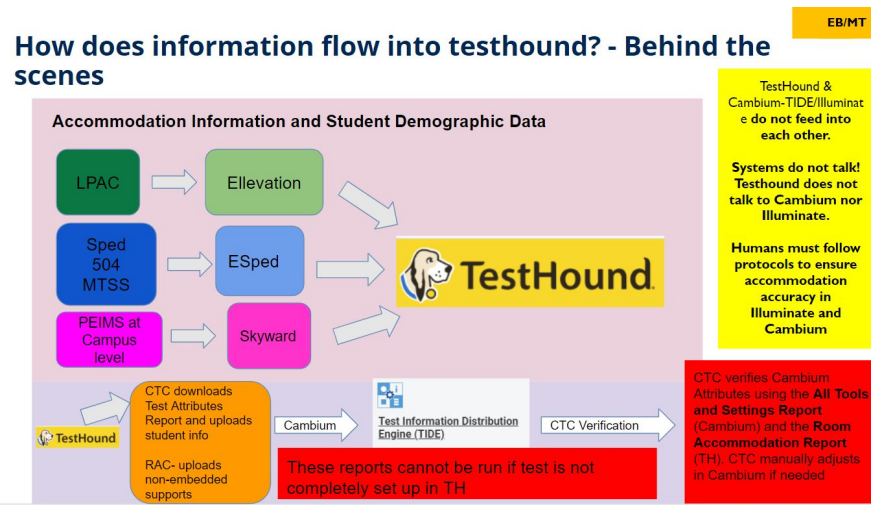 EB/MT
How does information flow into testhound? - Behind the
scenes
Accommodation Information and Student Demographic Data
LPAC
Ellevation
Sped
504
MTSS
ESped
PEIMS at
Campus
level
Skyward
TestHound
TestHound &
Cambium-TIDE/Illuminat
e do not feed into
each other.
Systems do not talk!
Testhound does not
talk to Cambium nor
Illuminate.
Humans must follow
protocols to ensure
accommodation
accuracy in
Illuminate and
Cambium
TestHound
CTC downloads
Test Attributes
Report and uploads
student info
RAC- uploads
non-embedded
supports
Cambium
Test Information Distribution
Engine (TIDE)
CTC Verification
These reports cannot be run if test is not
completely set up in TH
CTC verifies Cambium
Attributes using the All Tools
and Settings Report
(Cambium) and the Room
Accommodation Report
(TH). CTC manually adjusts
in Cambium if needed